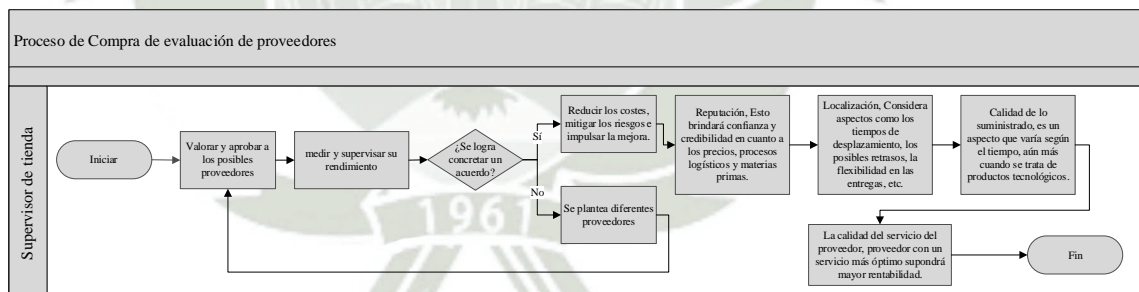 Proceso de Compra de evaluación de proveedores
Supervisor de tienda
Iniciar
Valorar y aprobar a
los posibles
proveedores
medir y supervisar su
rendimiento
¿Se logra
concretar un
acuerdo?
Sí
No
Reducir los costes,
mitigar los riesgos e
impulsar la mejora.
Se plantea diferentes
proveedores
Reputación, Esto
brindará confianza y
credibilidad en cuanto a
los precios, procesos
logísticos y materias
primas.
Localización, Considera
aspectos como los
tiempos de
desplazamiento, los
posibles retrasos, la
flexibilidad en las
entregas, etc.
Calidad de lo
suministrado, es un
aspecto que varía según
el tiempo, aún más
cuando se trata de
productos tecnológicos.
La calidad del servicio del
proveedor, proveedor con un
servicio más óptimo supondrá
mayor rentabilidad.
Fin
1961